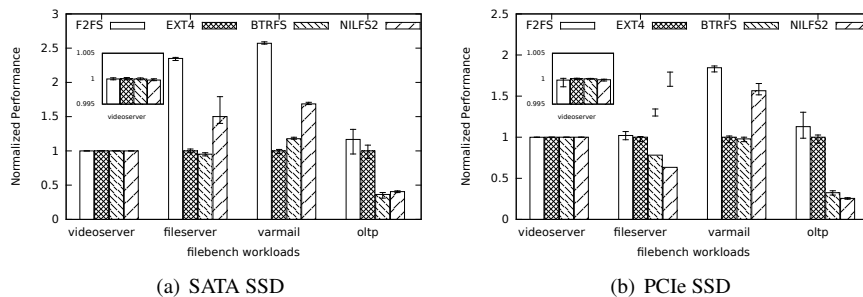 F2FS EXT4 BTRFS NILFS2
3
2.5
2
1.5
1
0.5
0
Normalized Performance
1.005
1
0.995
videoserver
videoserver fileserver varmail oltp
filebench workloads
(a) SATA SSD
F2FS EXT4 BTRFS NILFS2
2.5
2
1.5
1
0.5
0
Normalized Performance
1.005
1
0.995
videoserver
videoserver fileserver varmail oltp
filebench workloads
(b) PCIe SSD